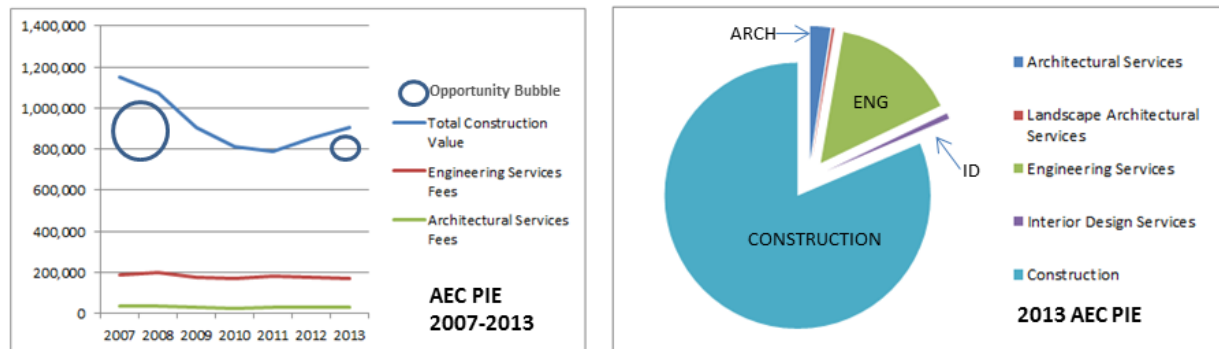 1,400,000
1,200,000
1,000,000
800,000
600,000
400,000
200,000
0
2007 2008 2009 2010 2011 2012 2013
Opportunity Bubble
Total Construction
Value
Engineering Services
Fees
Architectural Services
Fees
AEC PIE
2007-2013
ARCH
ENG
ID
CONSTRUCTION
Architectural Services
Landscape Architectural
Services
Engineering Services
Interior Design Services
Construction
2013 AEC PIE